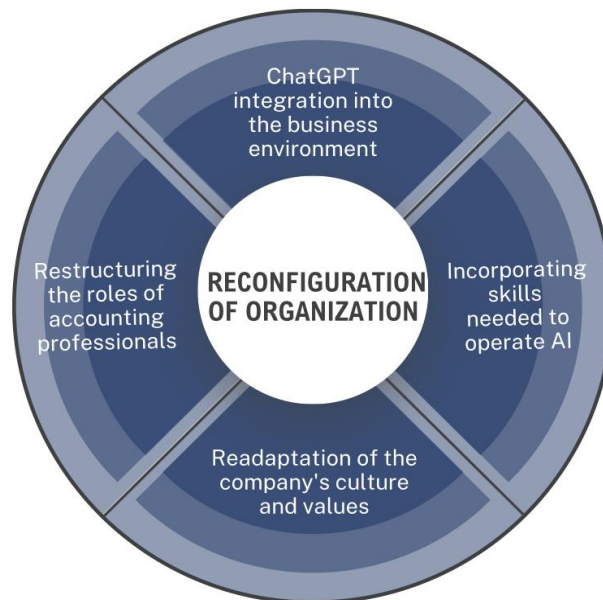 ChatGPT
integration into
the business
environment
Restructuring
the roles of
accounting
professionals
RECONFIGURATION
OF ORGANIZATION
Incorporating
skills
needed to
operate AI
Readaptation of the
company's culture
and values